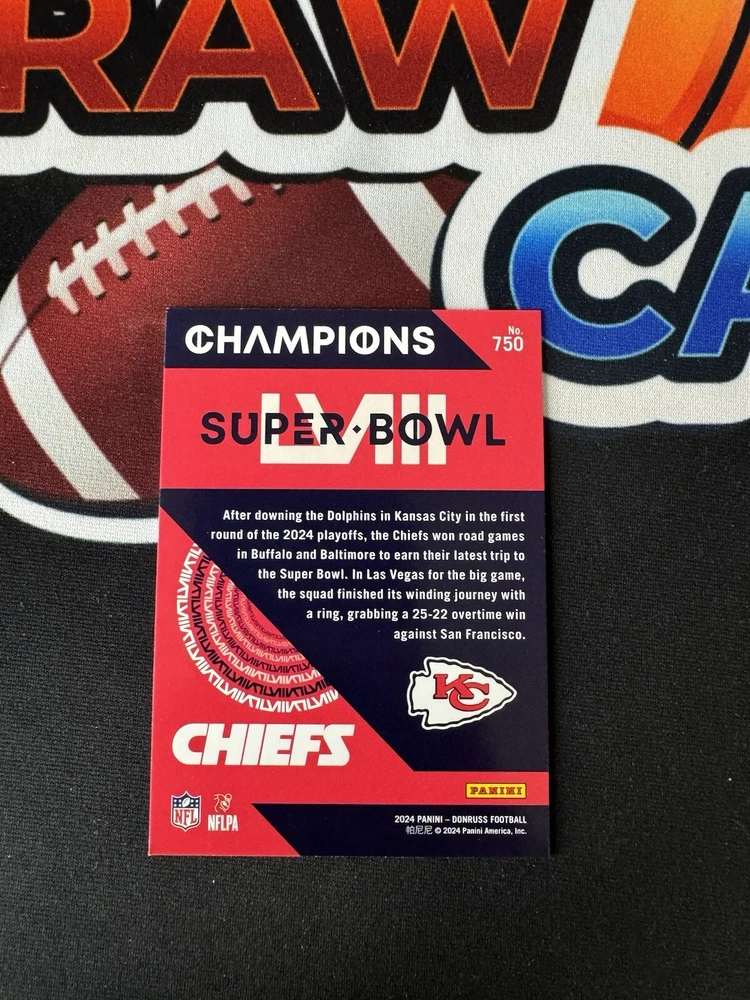 RAW
CA
CHAMPIONS
No.
750
LVIII
SUPER·BOWL
After downing the Dolphins in Kansas City in the first
round of the 2024 playoffs, the Chiefs won road games
in Buffalo and Baltimore to earn their latest trip to
the Super Bowl. In Las Vegas for the big game,
the squad finished its winding journey with
a ring, grabbing a 25-22 overtime win
against San Francisco.
KC
CHIEFS
PANINI
NFL
NFLPA
2024 PANINI – DONRUSS FOOTBALL
帕尼尼 © 2024 Panini America, Inc.